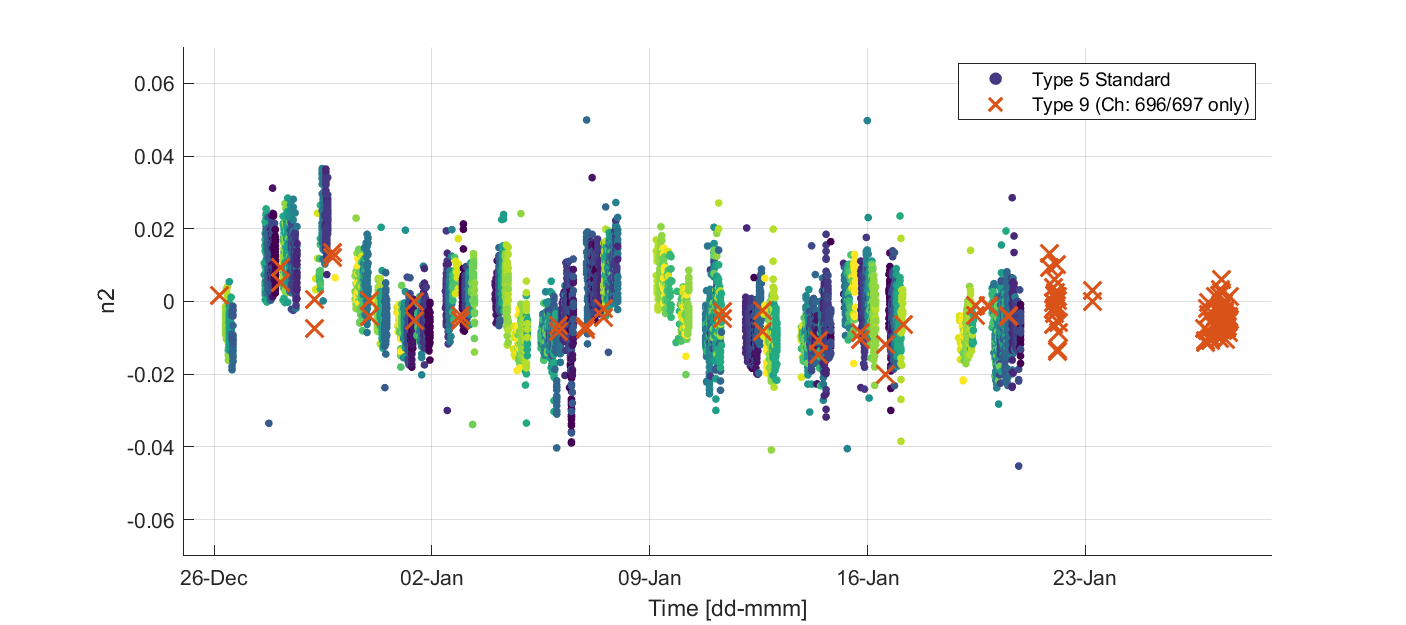 Type 5 Standard
Type 9 (Ch: 696/697 only)
0.06
0.04
0.02
0
-0.02
-0.04
-0.06
n2
26-Dec
02-Jan
09-Jan
16-Jan
23-Jan
Time [dd-mmm]